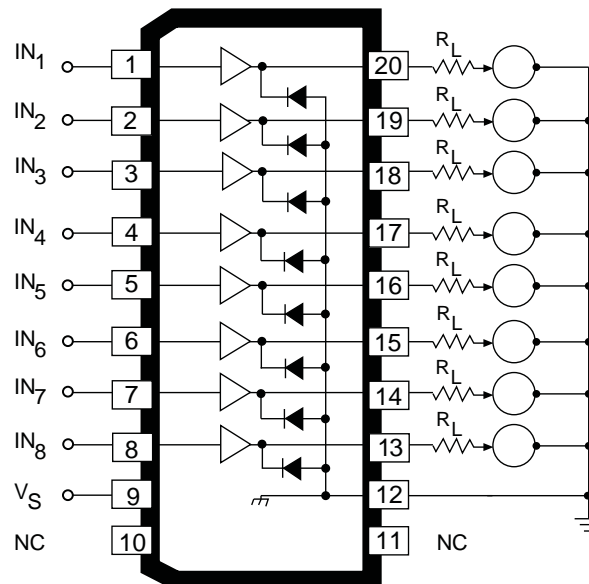 IN1 1 20 RL
IN2 2 19 RL
IN3 3 18 RL
IN4 4 17 RL
IN5 5 16 RL
IN6 6 15 RL
IN7 7 14 RL
IN8 8 13 RL
VS 9 12
NC 10 11 NC